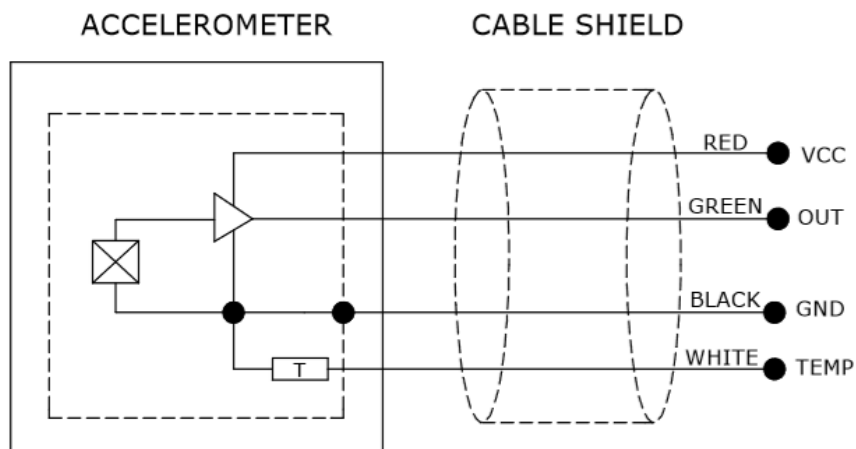 ACCELEROMETER CABLE SHIELD
RED VCC
GREEN OUT
BLACK GND
WHITE TEMP
T